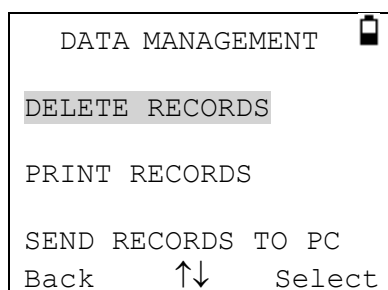 DATA MANAGEMENT
DELETE RECORDS
PRINT RECORDS
SEND RECORDS TO PC
Back ↑↓ Select